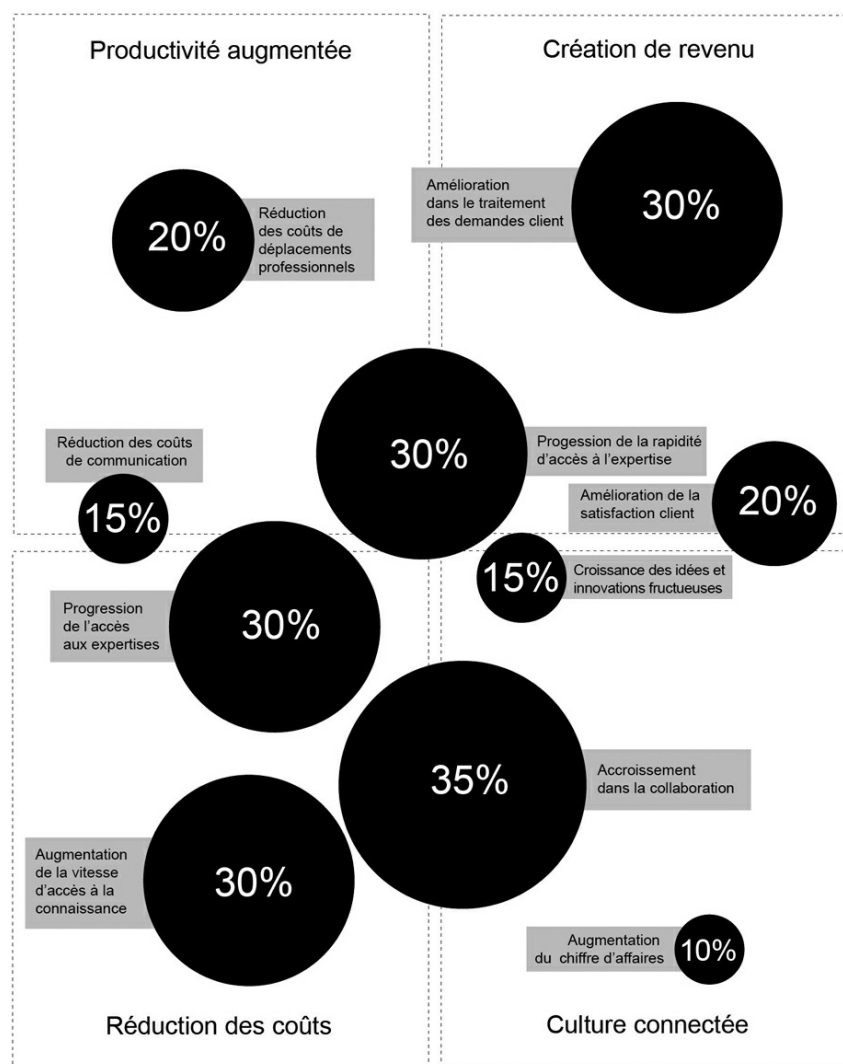 Productivité augmentée
Création de revenu
Amélioration
dans le traitement
des demandes client
30%
20%
Réduction
des coûts de
déplacements
professionnels
30%
Progession de la rapidité
d'accès à l'expertise
Réduction des coûts
de communication
15%
Amélioration de la
satisfaction client
20%
15%
Croissance des idées et
innovations fructueuses
Progression
de l'accès
aux expertises
30%
35%
Accroissement
dans la collaboration
Augmentation
de la vitesse
d'accès à la
connaissance
30%
Augmentation
du chiffre d'affaires
10%
Réduction des coûts
Culture connectée